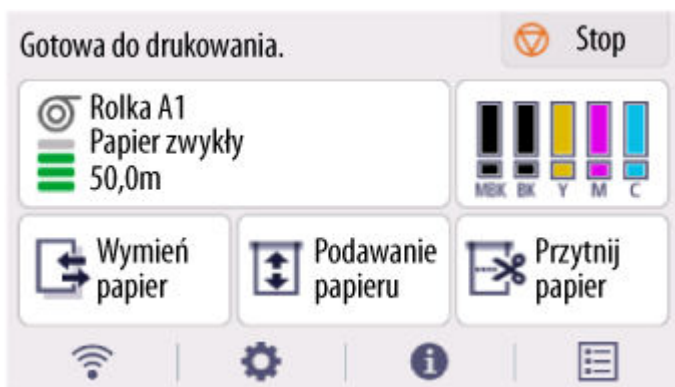 Gotowa do drukowania.
Stop
Rolka A1
Papier zwykły
50,0m
MBK BK Y M C
Wymień
papier
Podawanie
papieru
Przytnij
papier